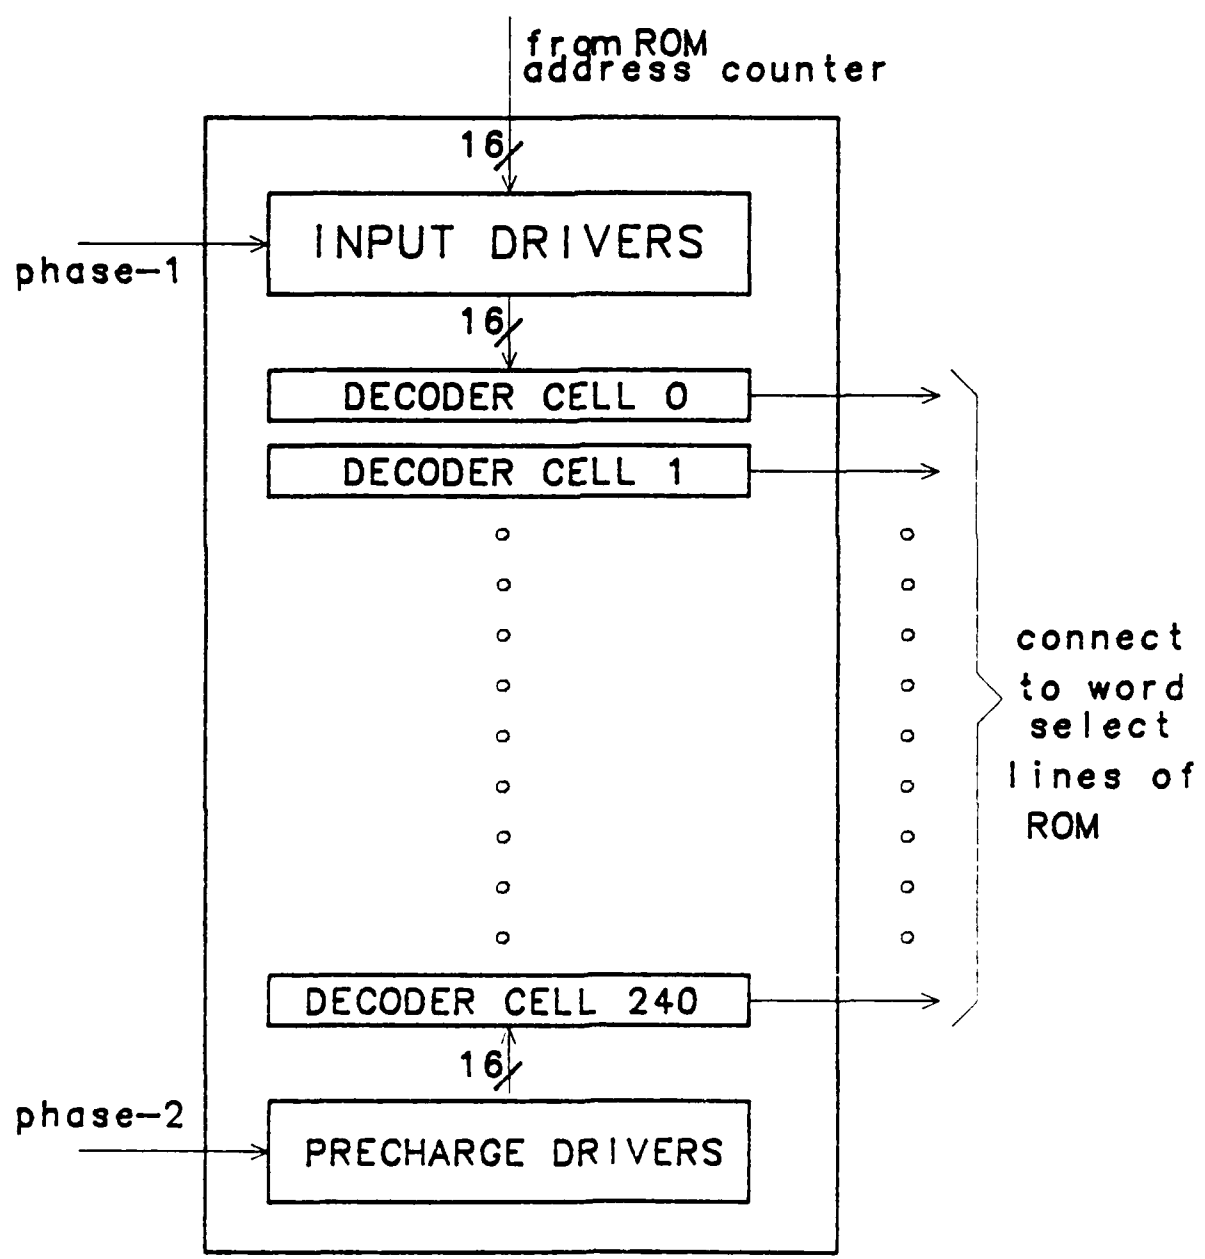 from ROM
address counter
16
INPUT DRIVERS
phase-1
16
DECODER CELL 0
DECODER CELL 1
connect
to word
select
lines of
ROM
DECODER CELL 240
16
phase-2
PRECHARGE DRIVERS